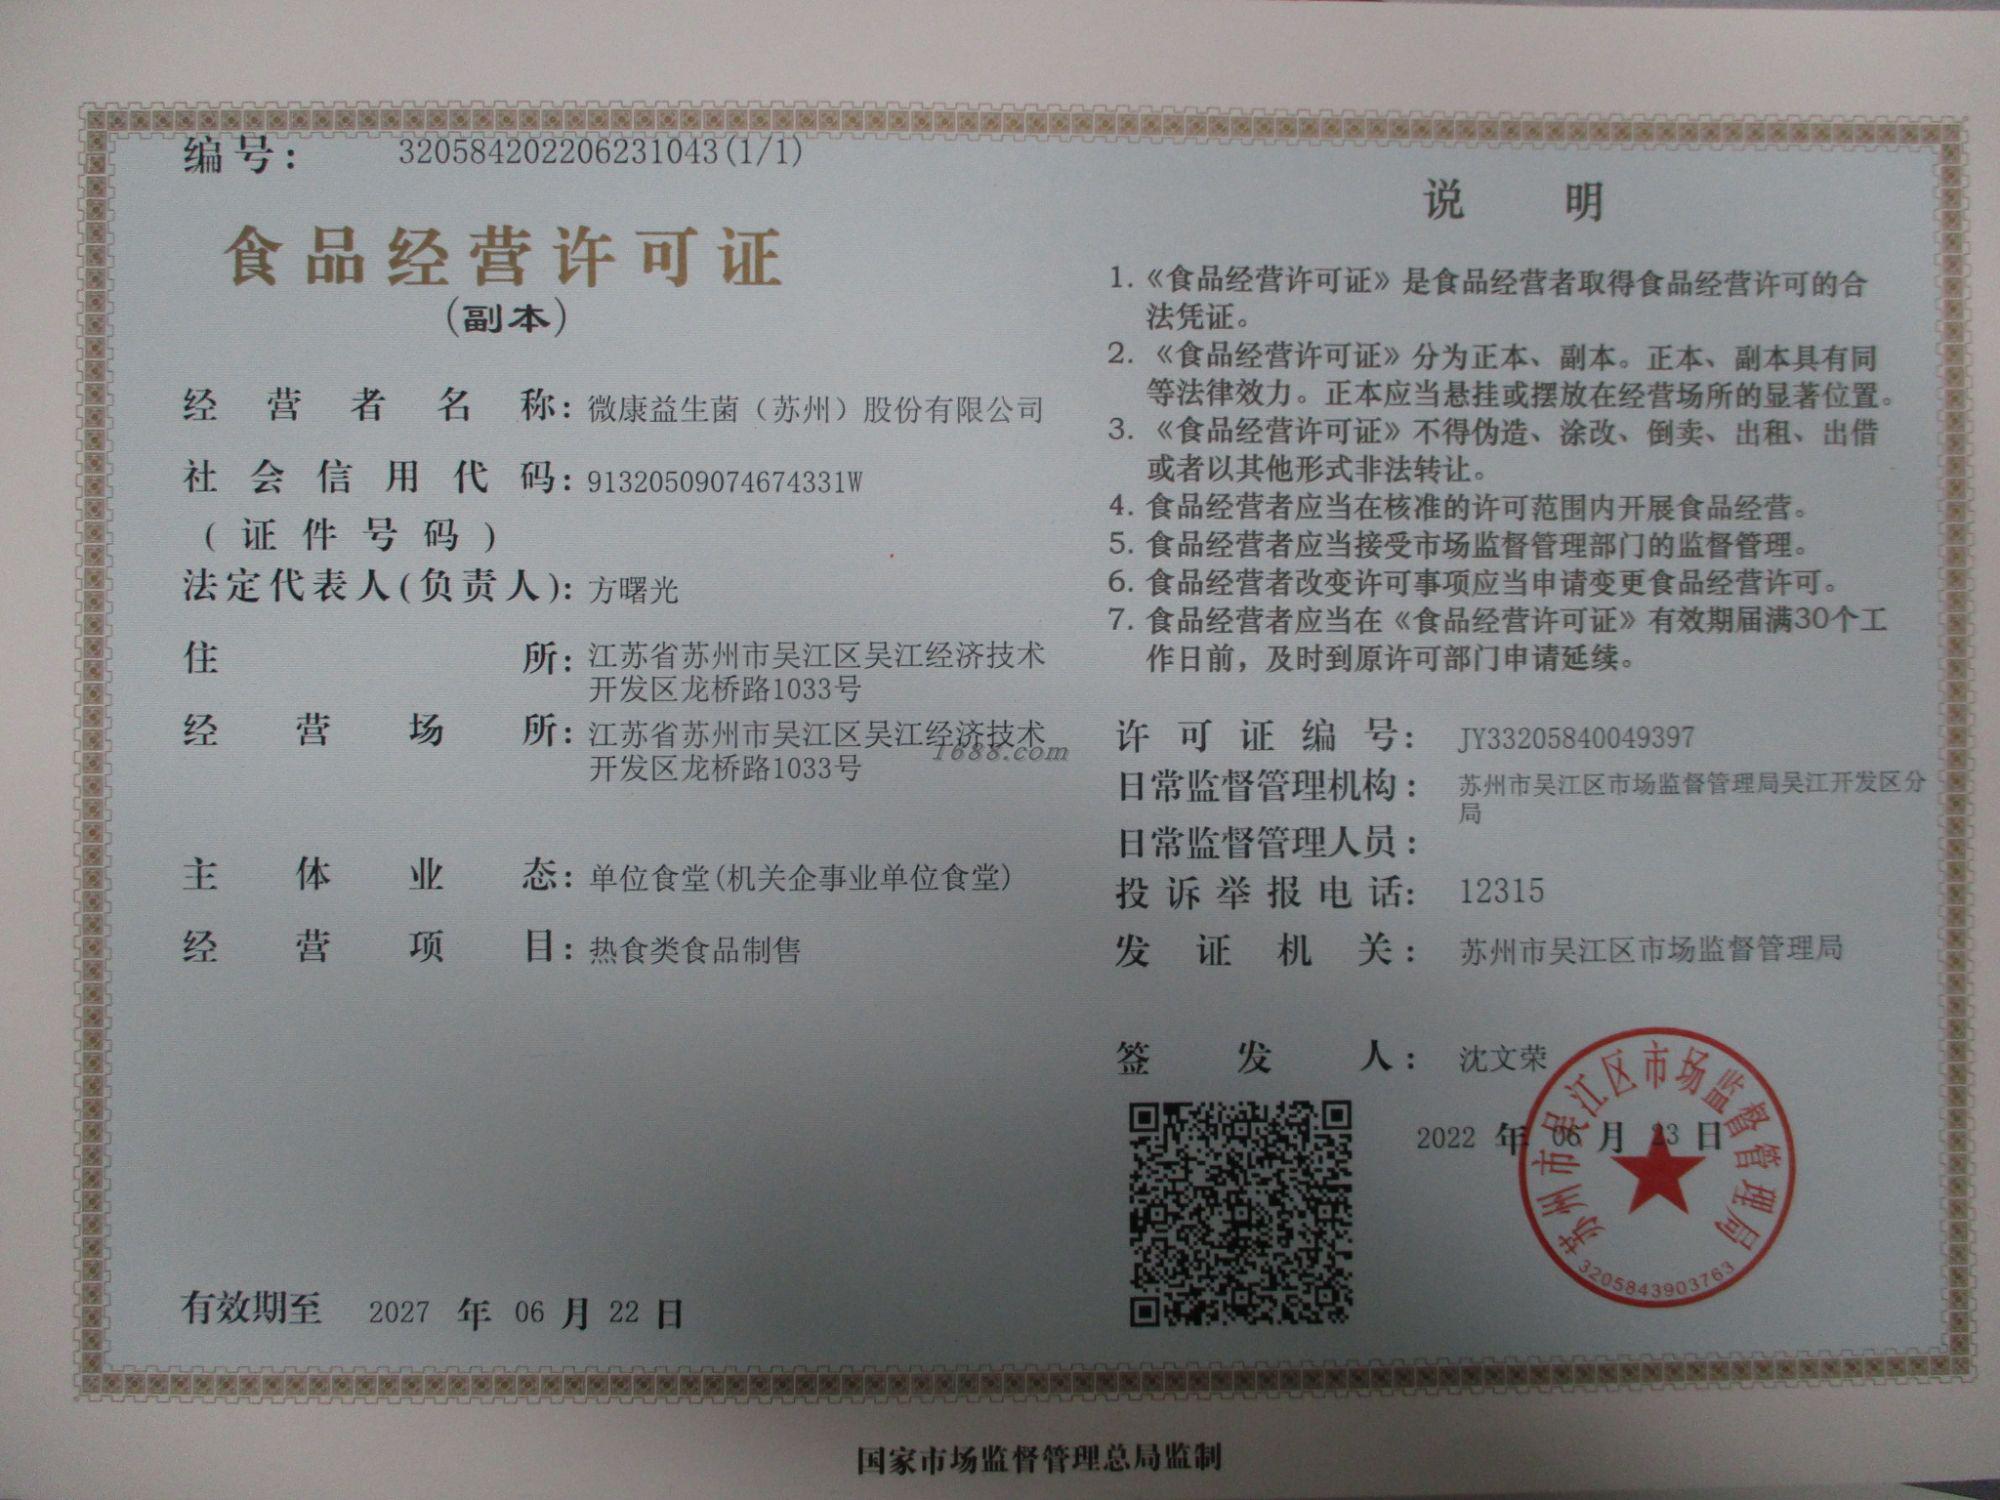 编号: 320584202206231043(1/1)
食品经营许可证
(副本)
经营者名称: 微康益生菌（苏州）股份有限公司
社会信用代码: 91320509074674331W
(证件号码)
法定代表人(负责人): 方曙光
住所: 江苏省苏州市吴江区吴江经济技术
开发区龙桥路1033号
经营场所: 江苏省苏州市吴江区吴江经济技术
开发区龙桥路1033号
1688.com
主体业态: 单位食堂(机关企事业单位食堂)
经营项目: 热食类食品制售
有效期至 2027 年 06 月 22 日
说明
1.《食品经营许可证》是食品经营者取得食品经营许可的合
法凭证。
2.《食品经营许可证》分为正本、副本。正本、副本具有同
等法律效力。正本应当悬挂或摆放在经营场所的显著位置。
3.《食品经营许可证》不得伪造、涂改、倒卖、出租、出借
或者以其他形式非法转让。
4. 食品经营者应当在核准的许可范围内开展食品经营。
5. 食品经营者应当接受市场监督管理部门的监督管理。
6. 食品经营者改变许可事项应当申请变更食品经营许可。
7. 食品经营者应当在《食品经营许可证》有效期届满30个工
作日前，及时到原许可部门申请延续。
许可证编号: JY33205840049397
日常监督管理机构: 苏州市吴江区市场监督管理局吴江开发区分
局
日常监督管理人员:
投诉举报电话: 12315
发证机关: 苏州市吴江区市场监督管理局
签发人: 沈文荣
2022 年 06 月 23 日
苏州市吴江区市场监督管理局
3205843903763
国家市场监督管理总局监制